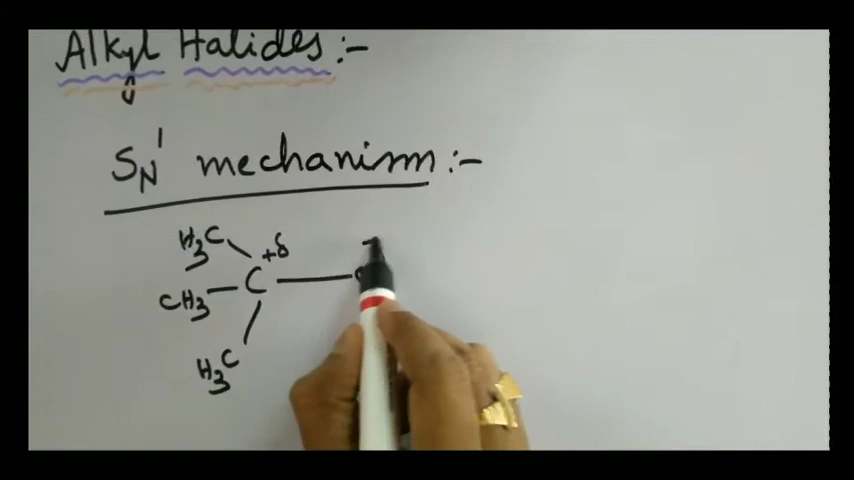 Alkyl Halides :-
SN1 mechanism :-
H3C
+δ
CH3 - C —
H3C